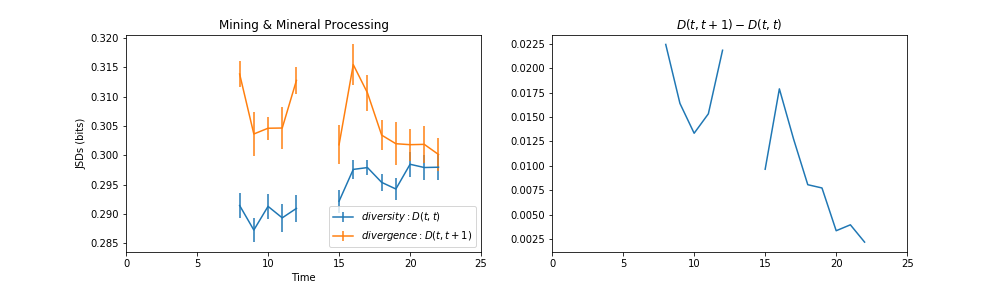 Mining & Mineral Processing
0.320
0.315
0.310
0.305
0.300
0.295
0.290
0.285
JSDs (bits)
0 5 10 15 20 25
Time
diversity: D(t, t)
divergence: D(t, t+1)
D(t, t+1) − D(t, t)
0.0225
0.0200
0.0175
0.0150
0.0125
0.0100
0.0075
0.0050
0.0025
0 5 10 15 20 25